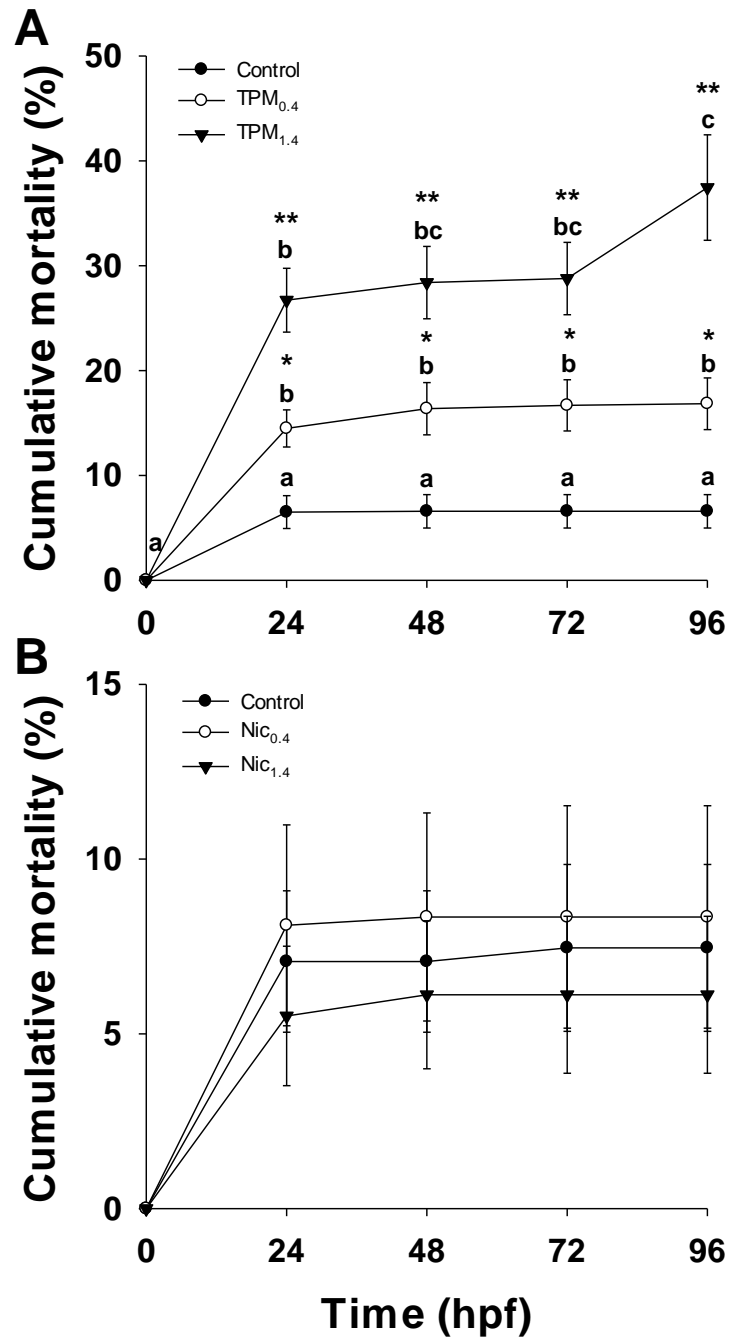 A
Cumulative mortality (%)
50
40
30
20
10
0
Control
TPM0.4
TPM1.4
**
c
**
b
**
bc
**
bc
*
b
*
b
*
b
*
b
a
a
a
a
a
0 24 48 72 96
B
Cumulative mortality (%)
15
10
5
0
Control
Nic0.4
Nic1.4
0 24 48 72 96
Time (hpf)